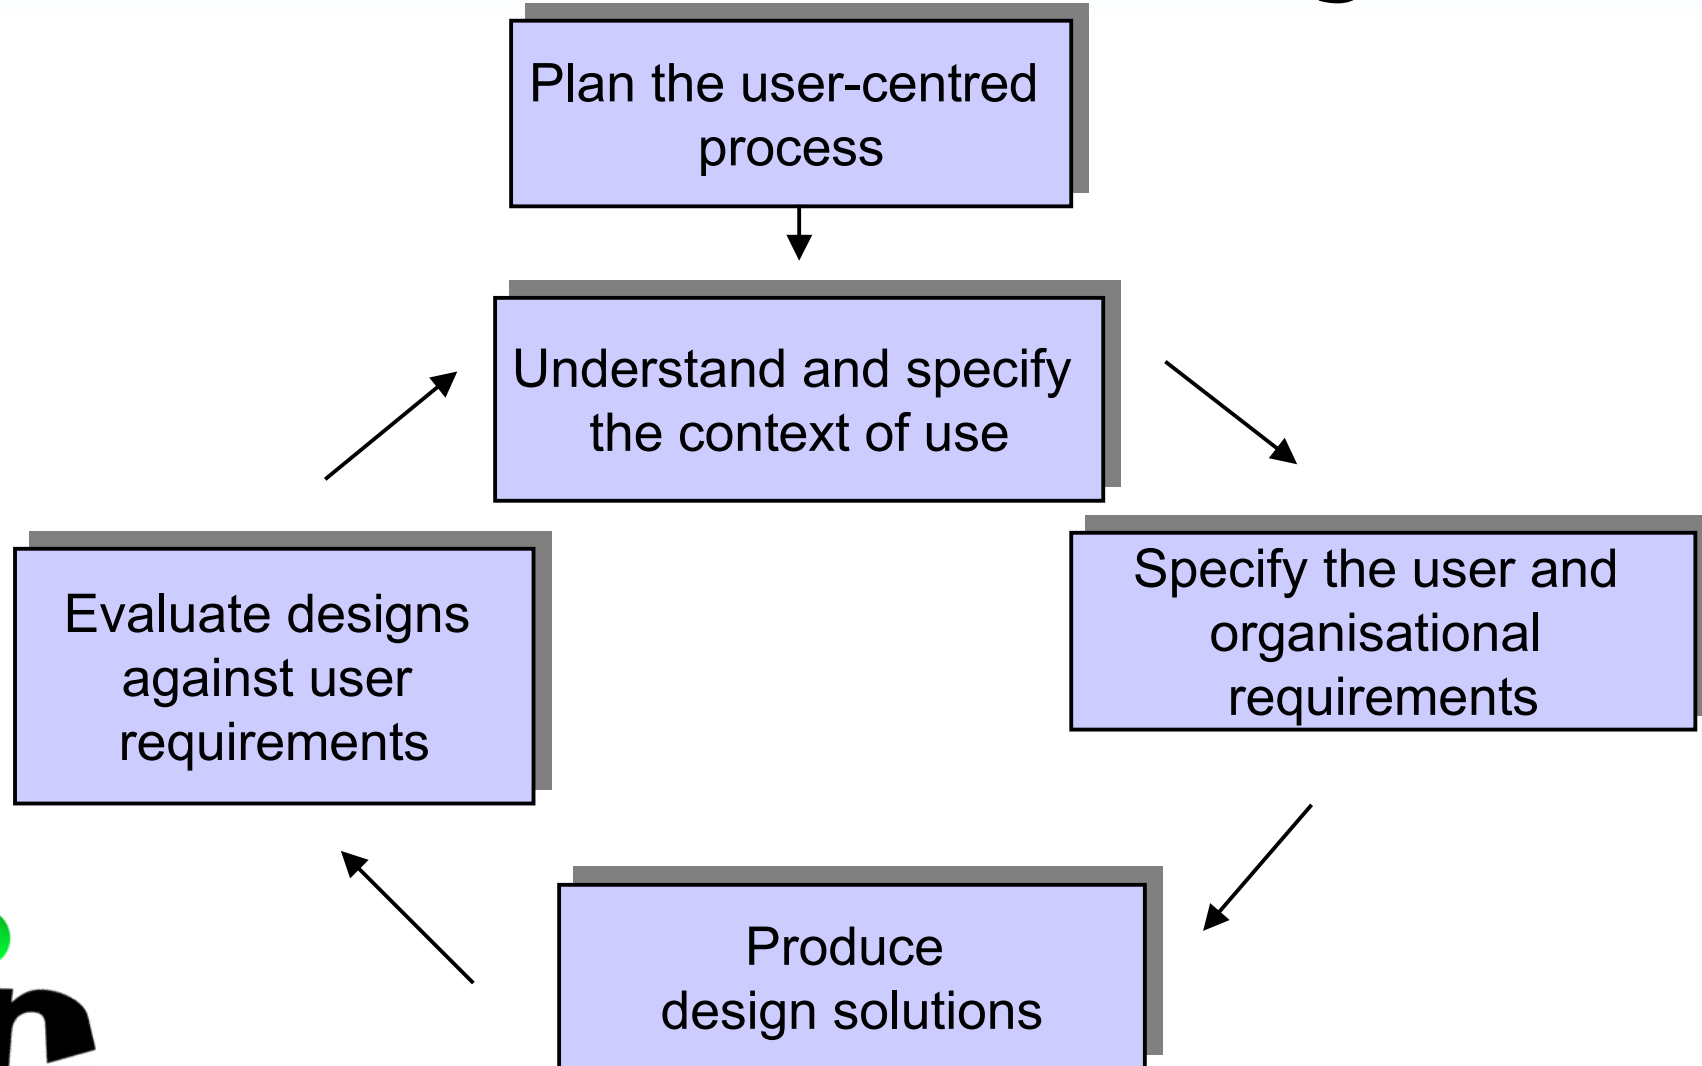 Plan the user-centred
process
Understand and specify
the context of use
Specify the user and
organisational
requirements
Evaluate designs
against user
requirements
Produce
design solutions
n